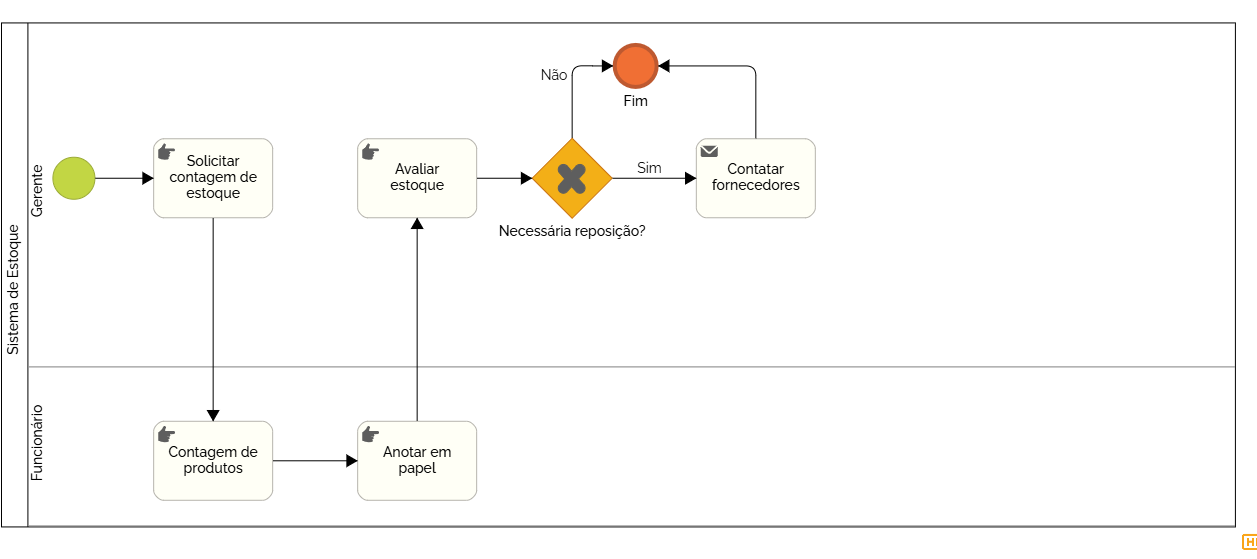 Sistema de Estoque
Gerente
Solicitar
contagem de
estoque
Avaliar
estoque
Não
Fim
Necessária reposição?
Sim
Contatar
fornecedores
Funcionário
Contagem de
produtos
Anotar em
papel